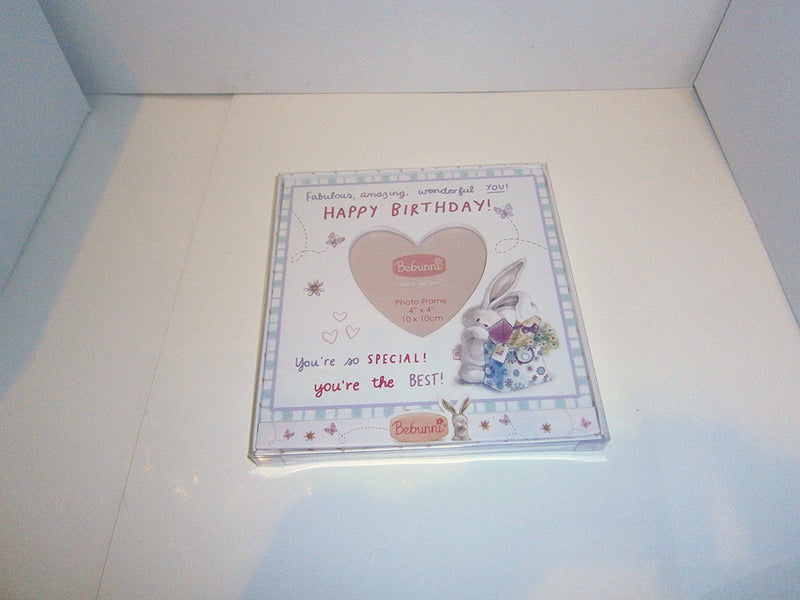 Fabulous, amazing, wonderful YOU!
HAPPY BIRTHDAY!
Bebunni
Photo Frame
4" x 4"
10 x 10cm
You're so SPECIAL!
you're the BEST!
Bebunni